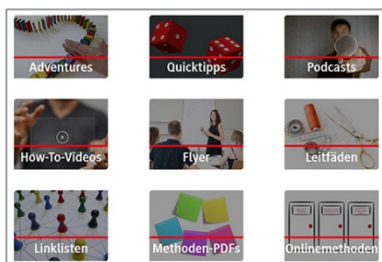 Adventures
Quicktipps
Podcasts
How-To-Videos
Flyer
Leitfäden
Linklisten
Methoden-PDFs
Onlinemethoden